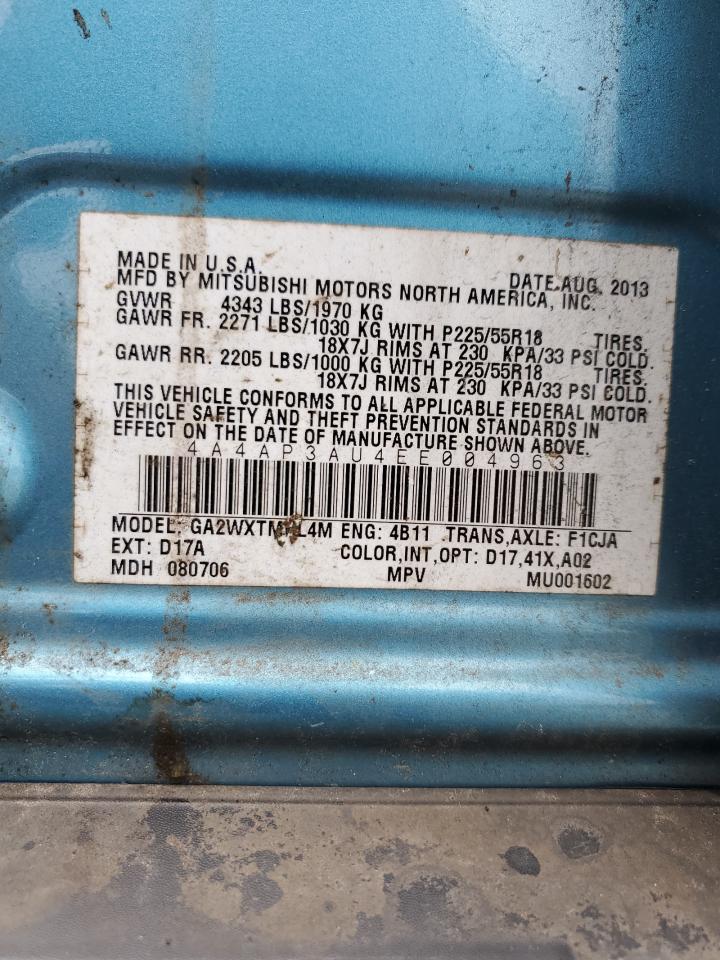 MADE IN U.S.A. DATE AUG. 2013
MFD BY MITSUBISHI MOTORS NORTH AMERICA, INC.
GVWR 4343 LBS/1970 KG
GAWR FR. 2271 LBS/1030 KG WITH P225/55R18 TIRES.
18X7J RIMS AT 230 KPA/33 PSI COLD.
GAWR RR. 2205 LBS/1000 KG WITH P225/55R18 TIRES.
18X7J RIMS AT 230 KPA/33 PSI COLD.
THIS VEHICLE CONFORMS TO ALL APPLICABLE FEDERAL MOTOR
VEHICLE SAFETY AND THEFT PREVENTION STANDARDS IN
EFFECT ON THE DATE OF MANUFACTURE SHOWN ABOVE.
4A4AP3AU4EE004963
MODEL: ENG: 4B11 TRANS,AXLE: F1CJA
EXT: D17A COLOR,INT,OPT: D17,41X,A02
MDH 080706 MPV MU001602